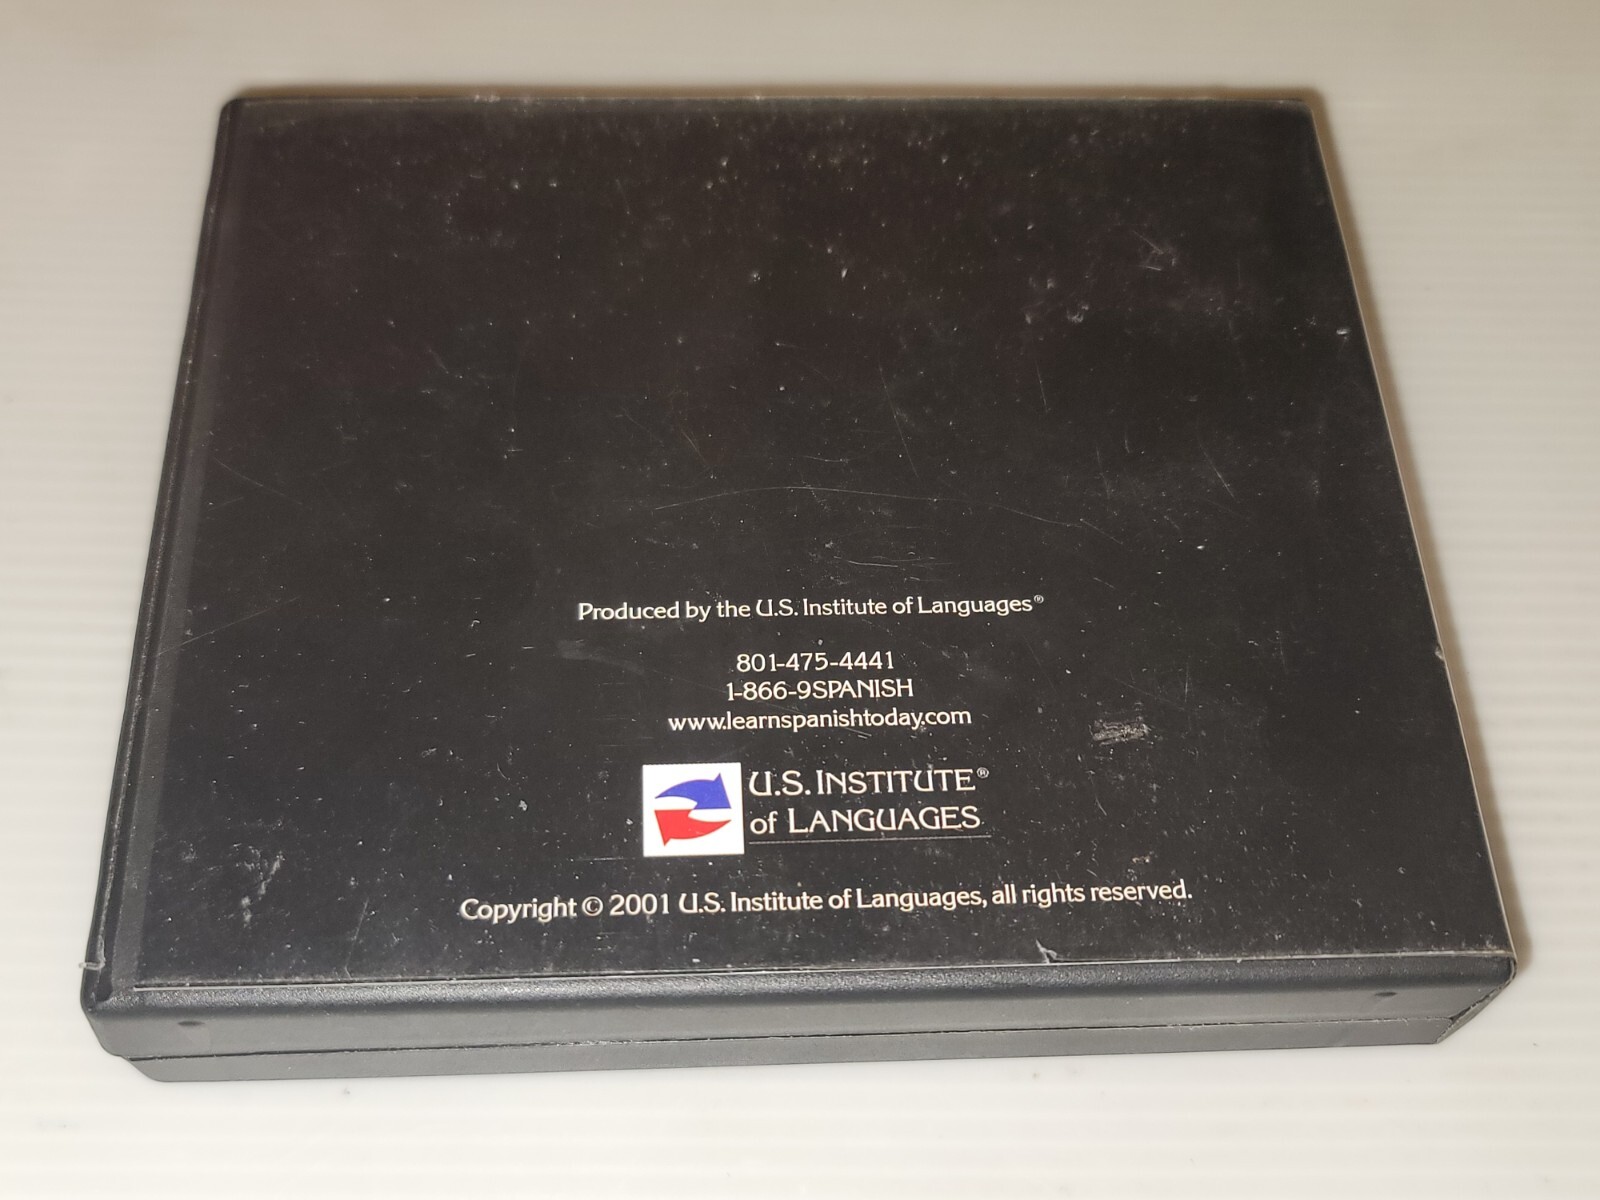 Produced by the U.S. Institute of Languages®
801-475-4441
1-866-9SPANISH
www.learnspanishtoday.com
U.S. INSTITUTE®
of LANGUAGES
Copyright © 2001 U.S. Institute of Languages, all rights reserved.